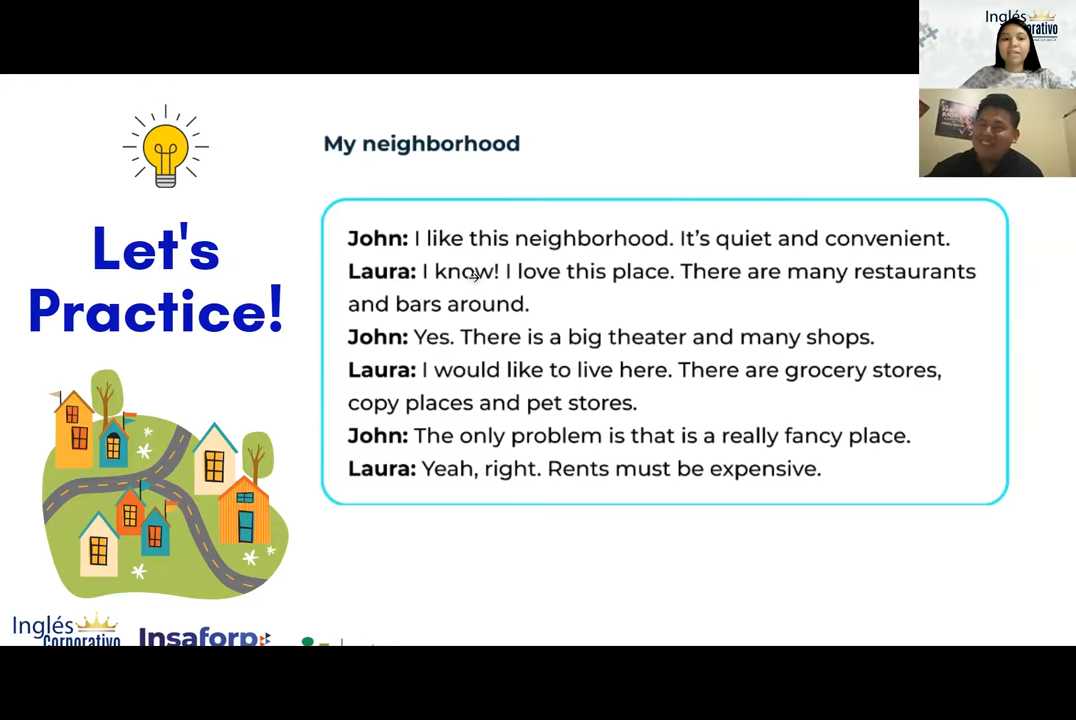 Inglés
My neighborhood
Let's
Practice!
John: I like this neighborhood. It's quiet and convenient.
Laura: I know! I love this place. There are many restaurants
and bars around.
John: Yes. There is a big theater and many shops.
Laura: I would like to live here. There are grocery stores,
copy places and pet stores.
John: The only problem is that is a really fancy place.
Laura: Yeah, right. Rents must be expensive.
Inglés
Corporativo
Insaforp